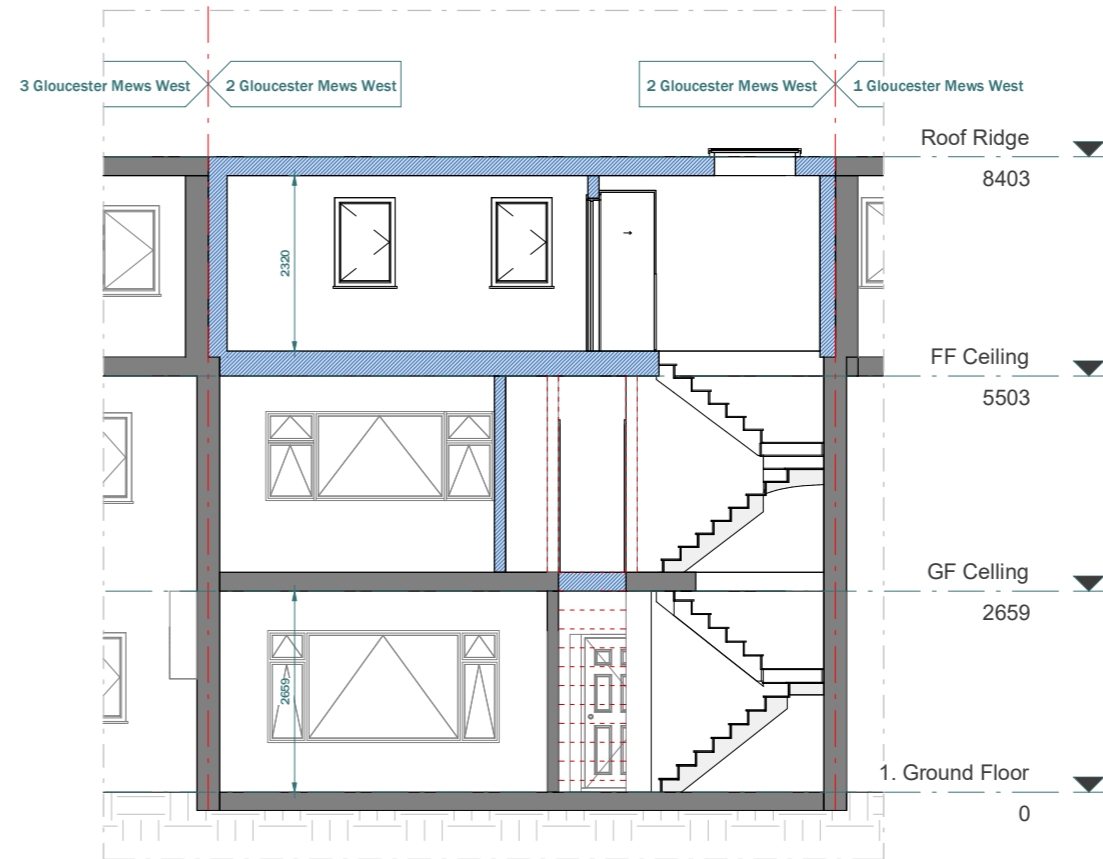 3 Gloucester Mews West
2 Gloucester Mews West
2 Gloucester Mews West
1 Gloucester Mews West
Roof Ridge
8403
2320
FF Ceiling
5503
GF Celling
2659
2659
1. Ground Floor
0